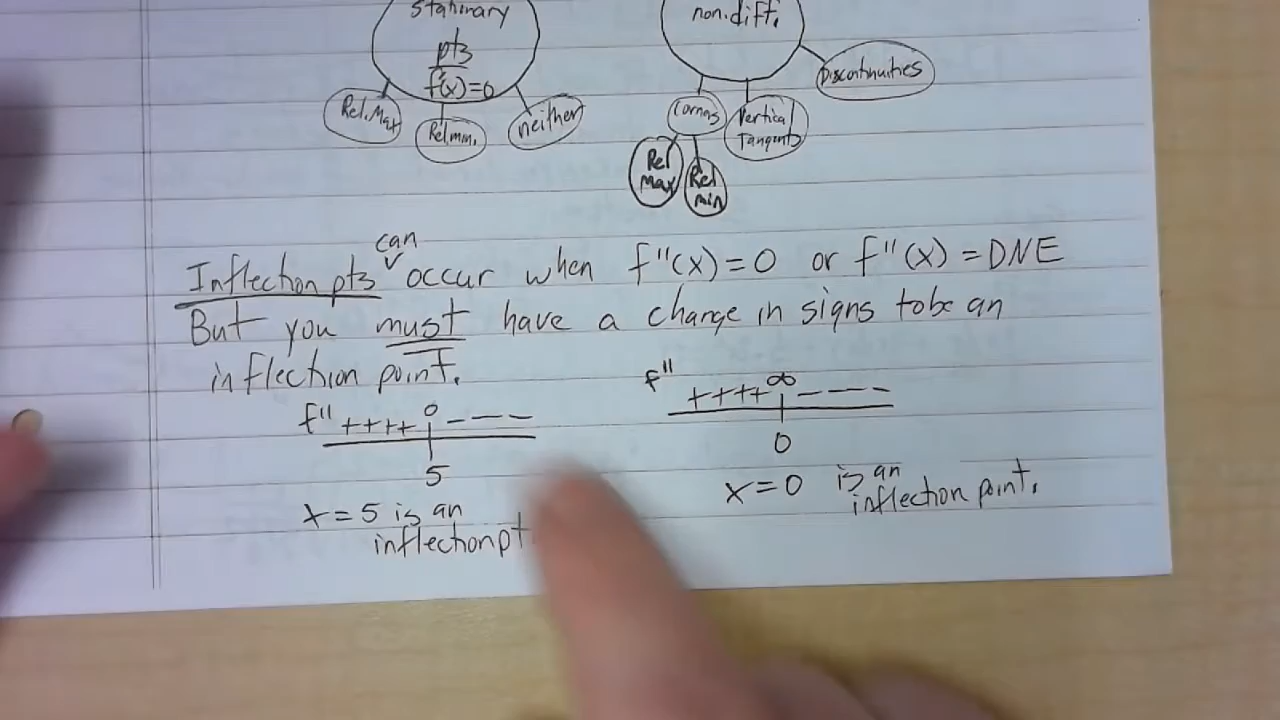 Stationary
pts
f'(x)=0
non.diff.
Rel.Max
Rel min.
neither
Corners
Vertical
Tangents
Discontinuities
Rel
Max
Rel
min
can
Inflection pts occur when f''(x)=0 or f''(x)=DNE
But you must have a change in signs to be an
inflection point.
f'' ++++ 0 - - - -
5
x=5 is an
inflection pt
f'' ++++ ∞ - - - -
0
x=0 is an
inflection point.